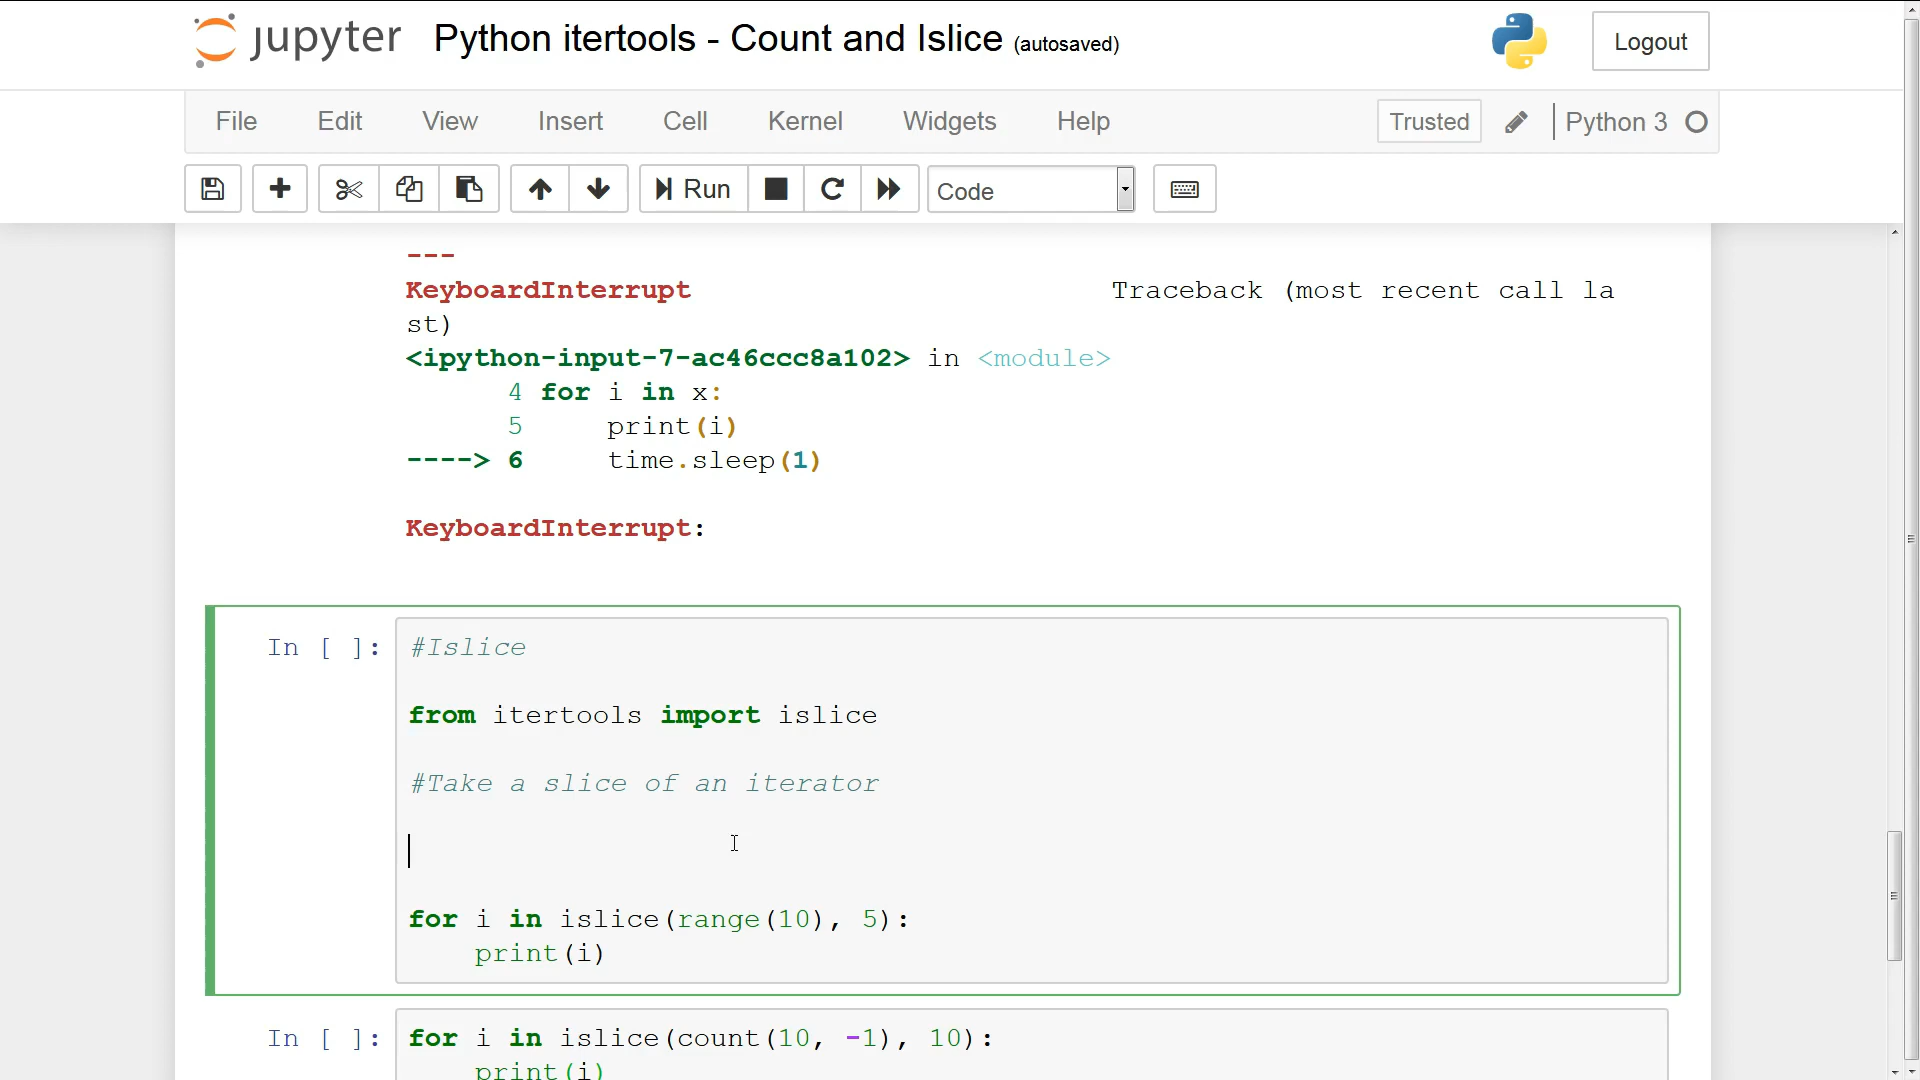 jupyter Python itertools - Count and Islice (autosaved) Logout
File Edit View Insert Cell Kernel Widgets Help Trusted Python 3
Run Code
---
KeyboardInterrupt Traceback (most recent call la
st)
<ipython-input-7-ac46ccc8a102> in <module>
4 for i in x:
5 print(i)
----> 6 time.sleep(1)
KeyboardInterrupt:
In [ ]: #Islice
from itertools import islice
#Take a slice of an iterator
for i in islice(range(10), 5):
print(i)
In [ ]: for i in islice(count(10, -1), 10):
print(i)